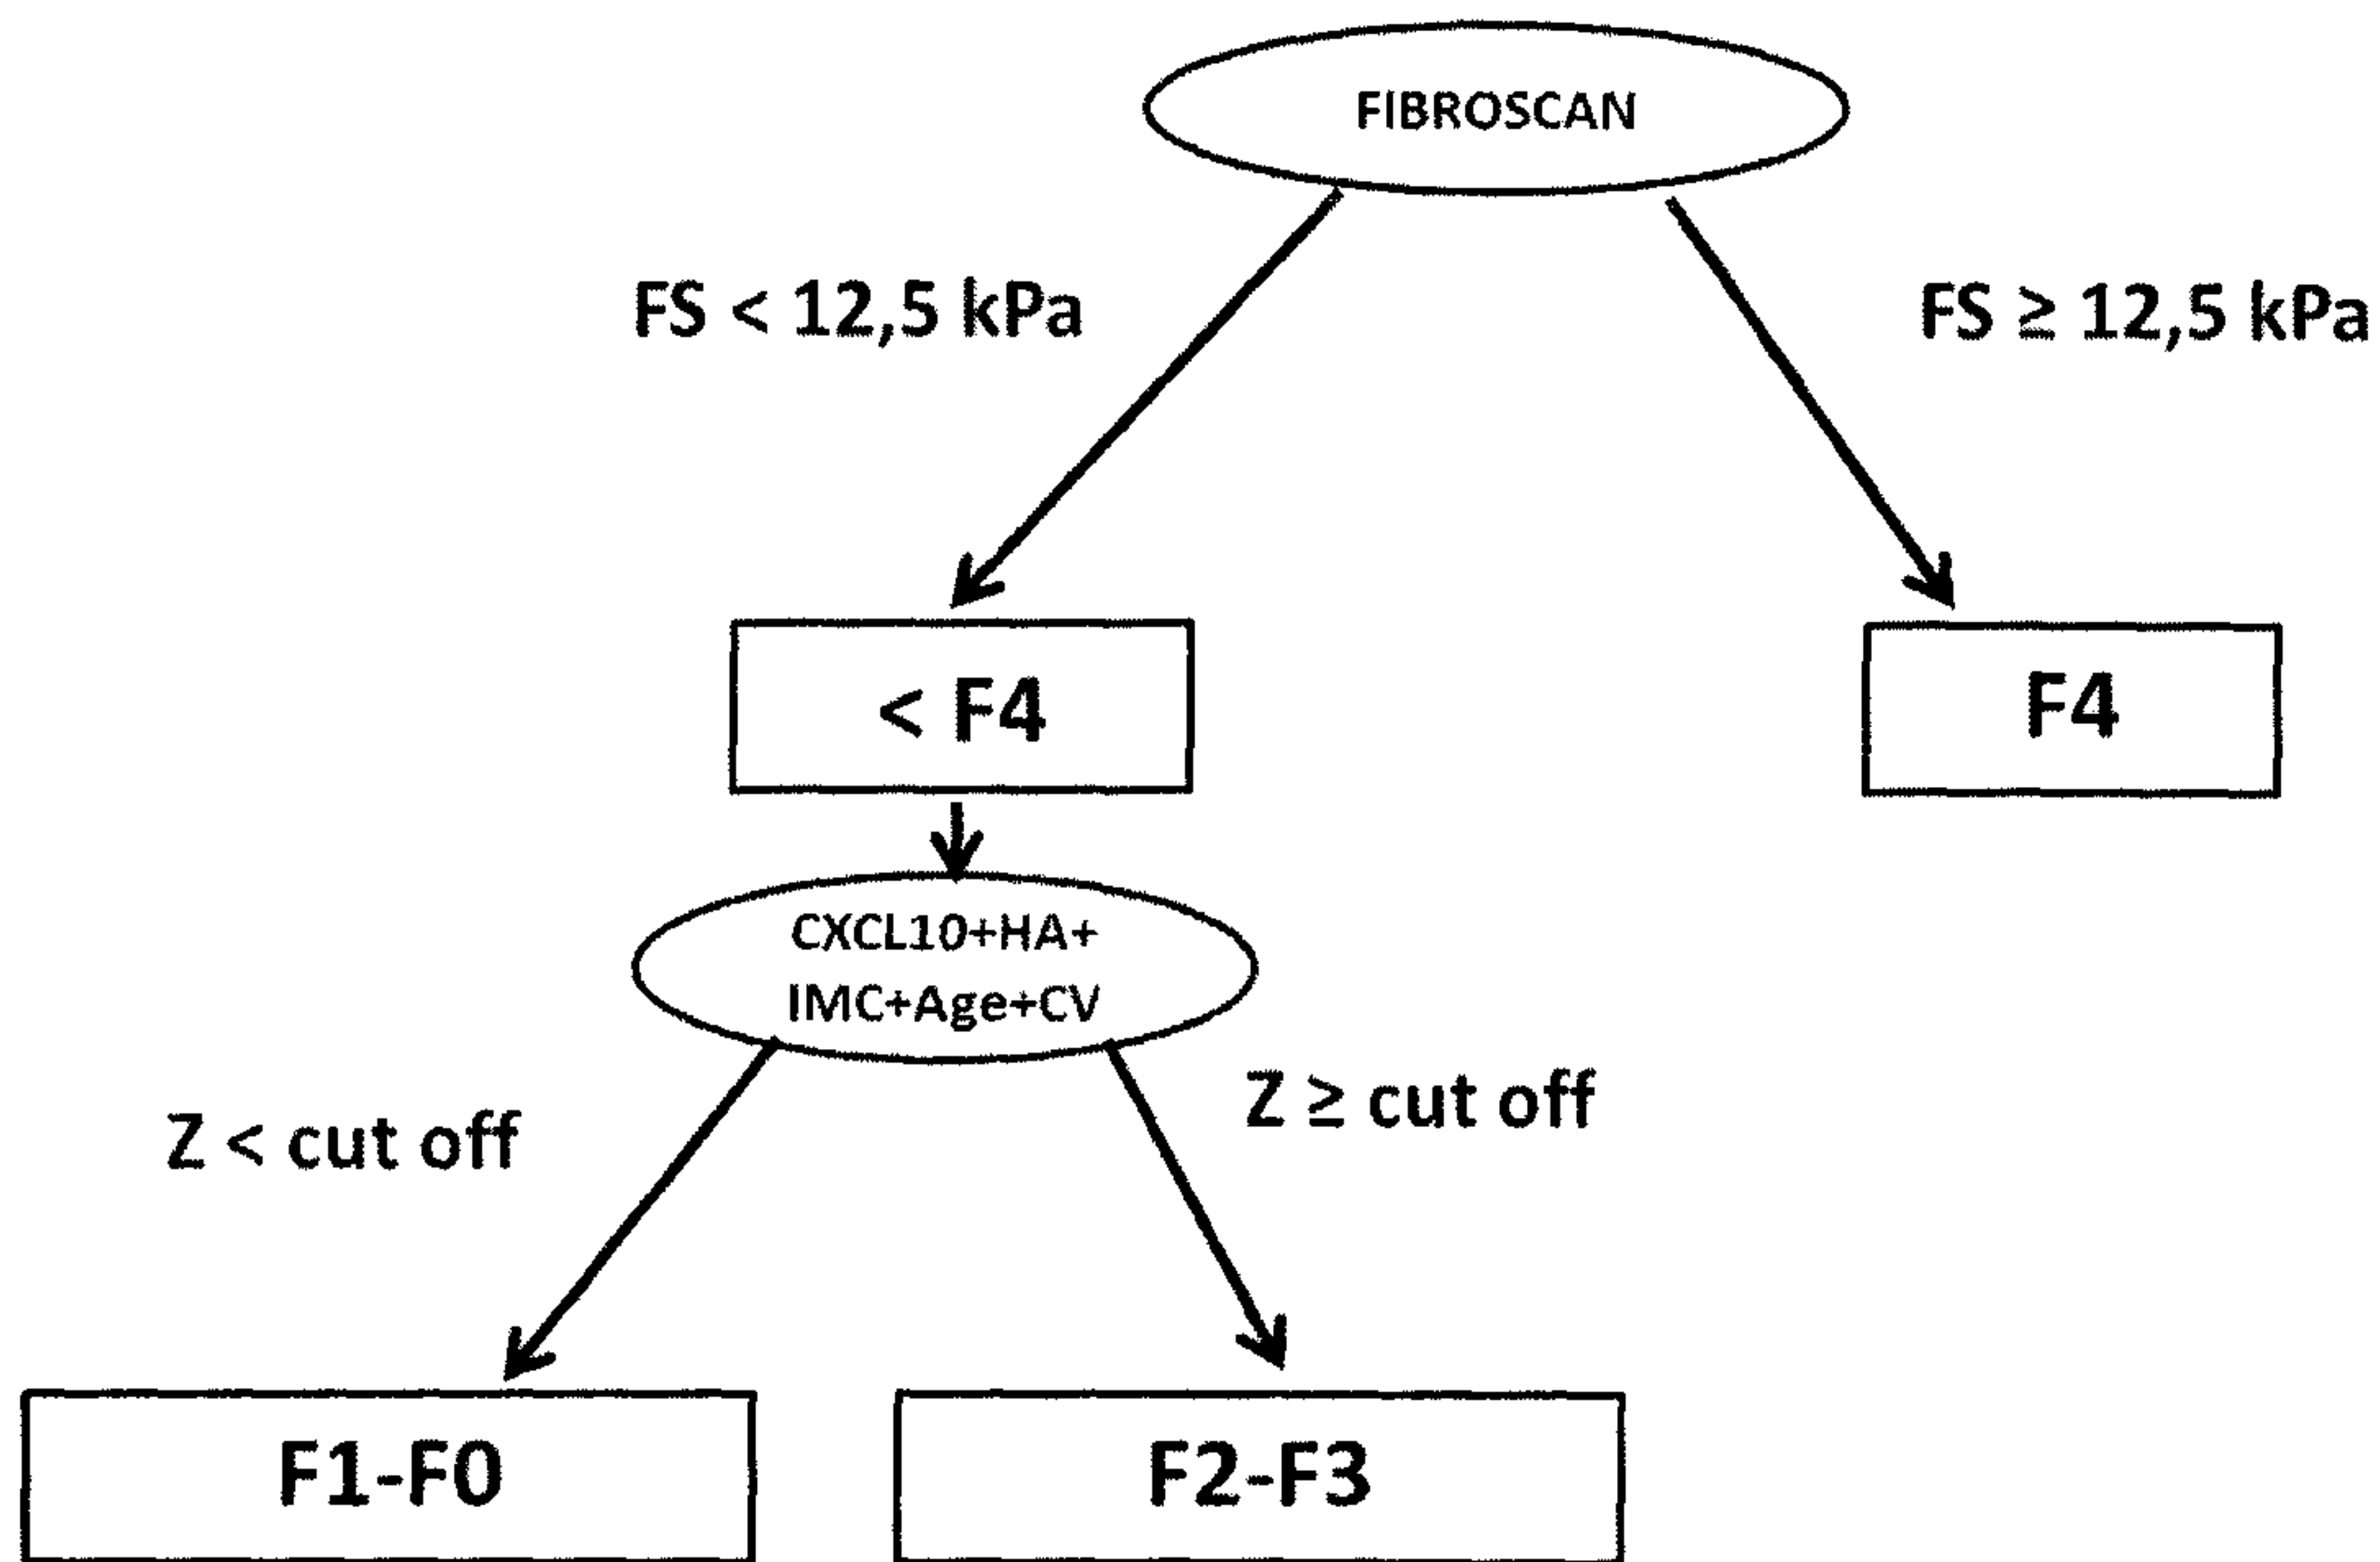 FIBROSCAN
FS < 12,5 kPa
FS ≥ 12,5 kPa
< F4
F4
CXCL10+HA+
IMC+Age+CV
Z < cut off
Z ≥ cut off
F1-F0
F2-F3